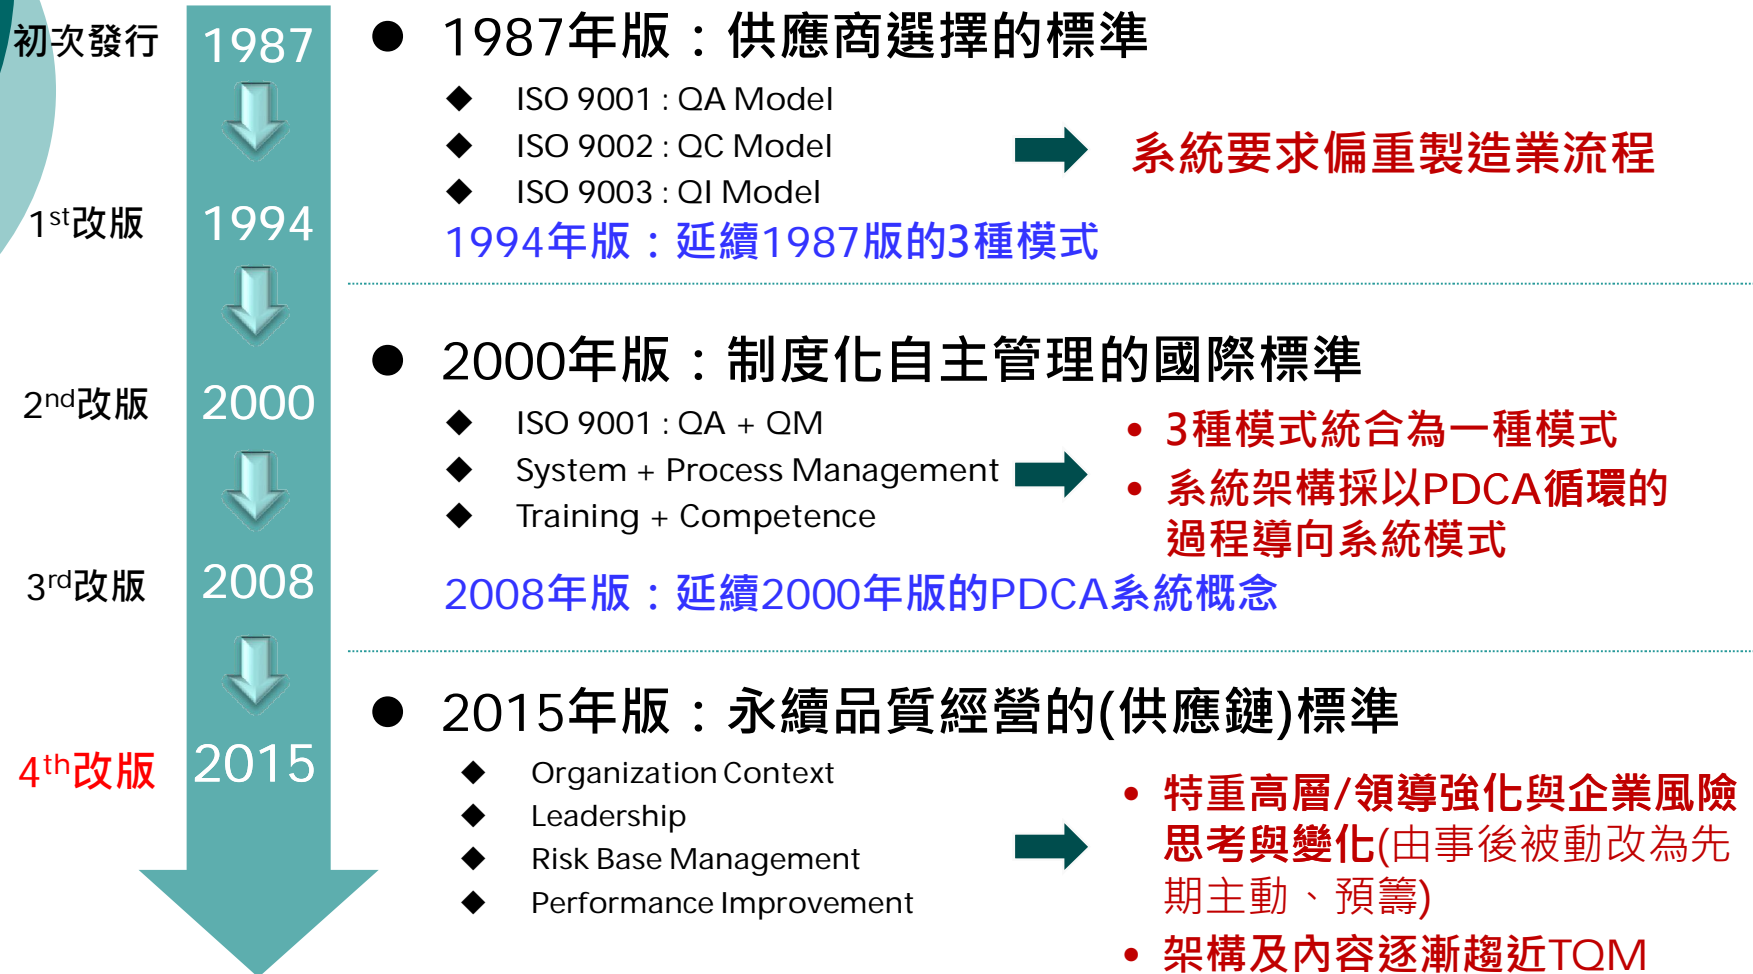 初次發行
1987
1st改版
1994
2nd改版
2000
3rd改版
2008
4th改版
2015
● 1987年版：供應商選擇的標準
◆ ISO 9001 : QA Model
◆ ISO 9002 : QC Model
◆ ISO 9003 : QI Model
系統要求偏重製造業流程
1994年版：延續1987版的3種模式
● 2000年版：制度化自主管理的國際標準
◆ ISO 9001 : QA + QM
◆ System + Process Management
◆ Training + Competence
• 3種模式統合為一種模式
• 系統架構採以PDCA循環的
過程導向系統模式
2008年版：延續2000年版的PDCA系統概念
● 2015年版：永續品質經營的(供應鏈)標準
◆ Organization Context
◆ Leadership
◆ Risk Base Management
◆ Performance Improvement
• 特重高層/領導強化與企業風險
思考與變化(由事後被動改為先
期主動、預籌)
• 架構及內容逐漸趨近TQM